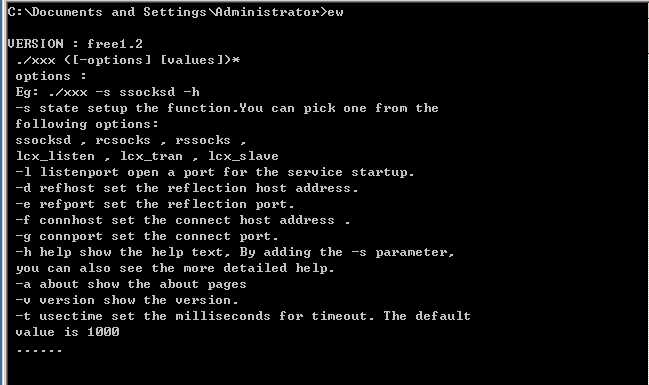 C:\Documents and Settings\Administrator>ew
VERSION : free1.2
./xxx ([-options] [values])*
options :
Eg: ./xxx -s ssocksd -h
-s state setup the function.You can pick one from the
following options:
ssocksd , rcsocks , rssocks ,
lcx_listen , lcx_tran , lcx_slave
-l listenport open a port for the service startup.
-d refhost set the reflection host address.
-e refport set the reflection port.
-f connhost set the connect host address .
-g connport set the connect port.
-h help show the help text, By adding the -s parameter,
you can also see the more detailed help.
-a about show the about pages
-v version show the version.
-t usectime set the milliseconds for timeout. The default
value is 1000
......